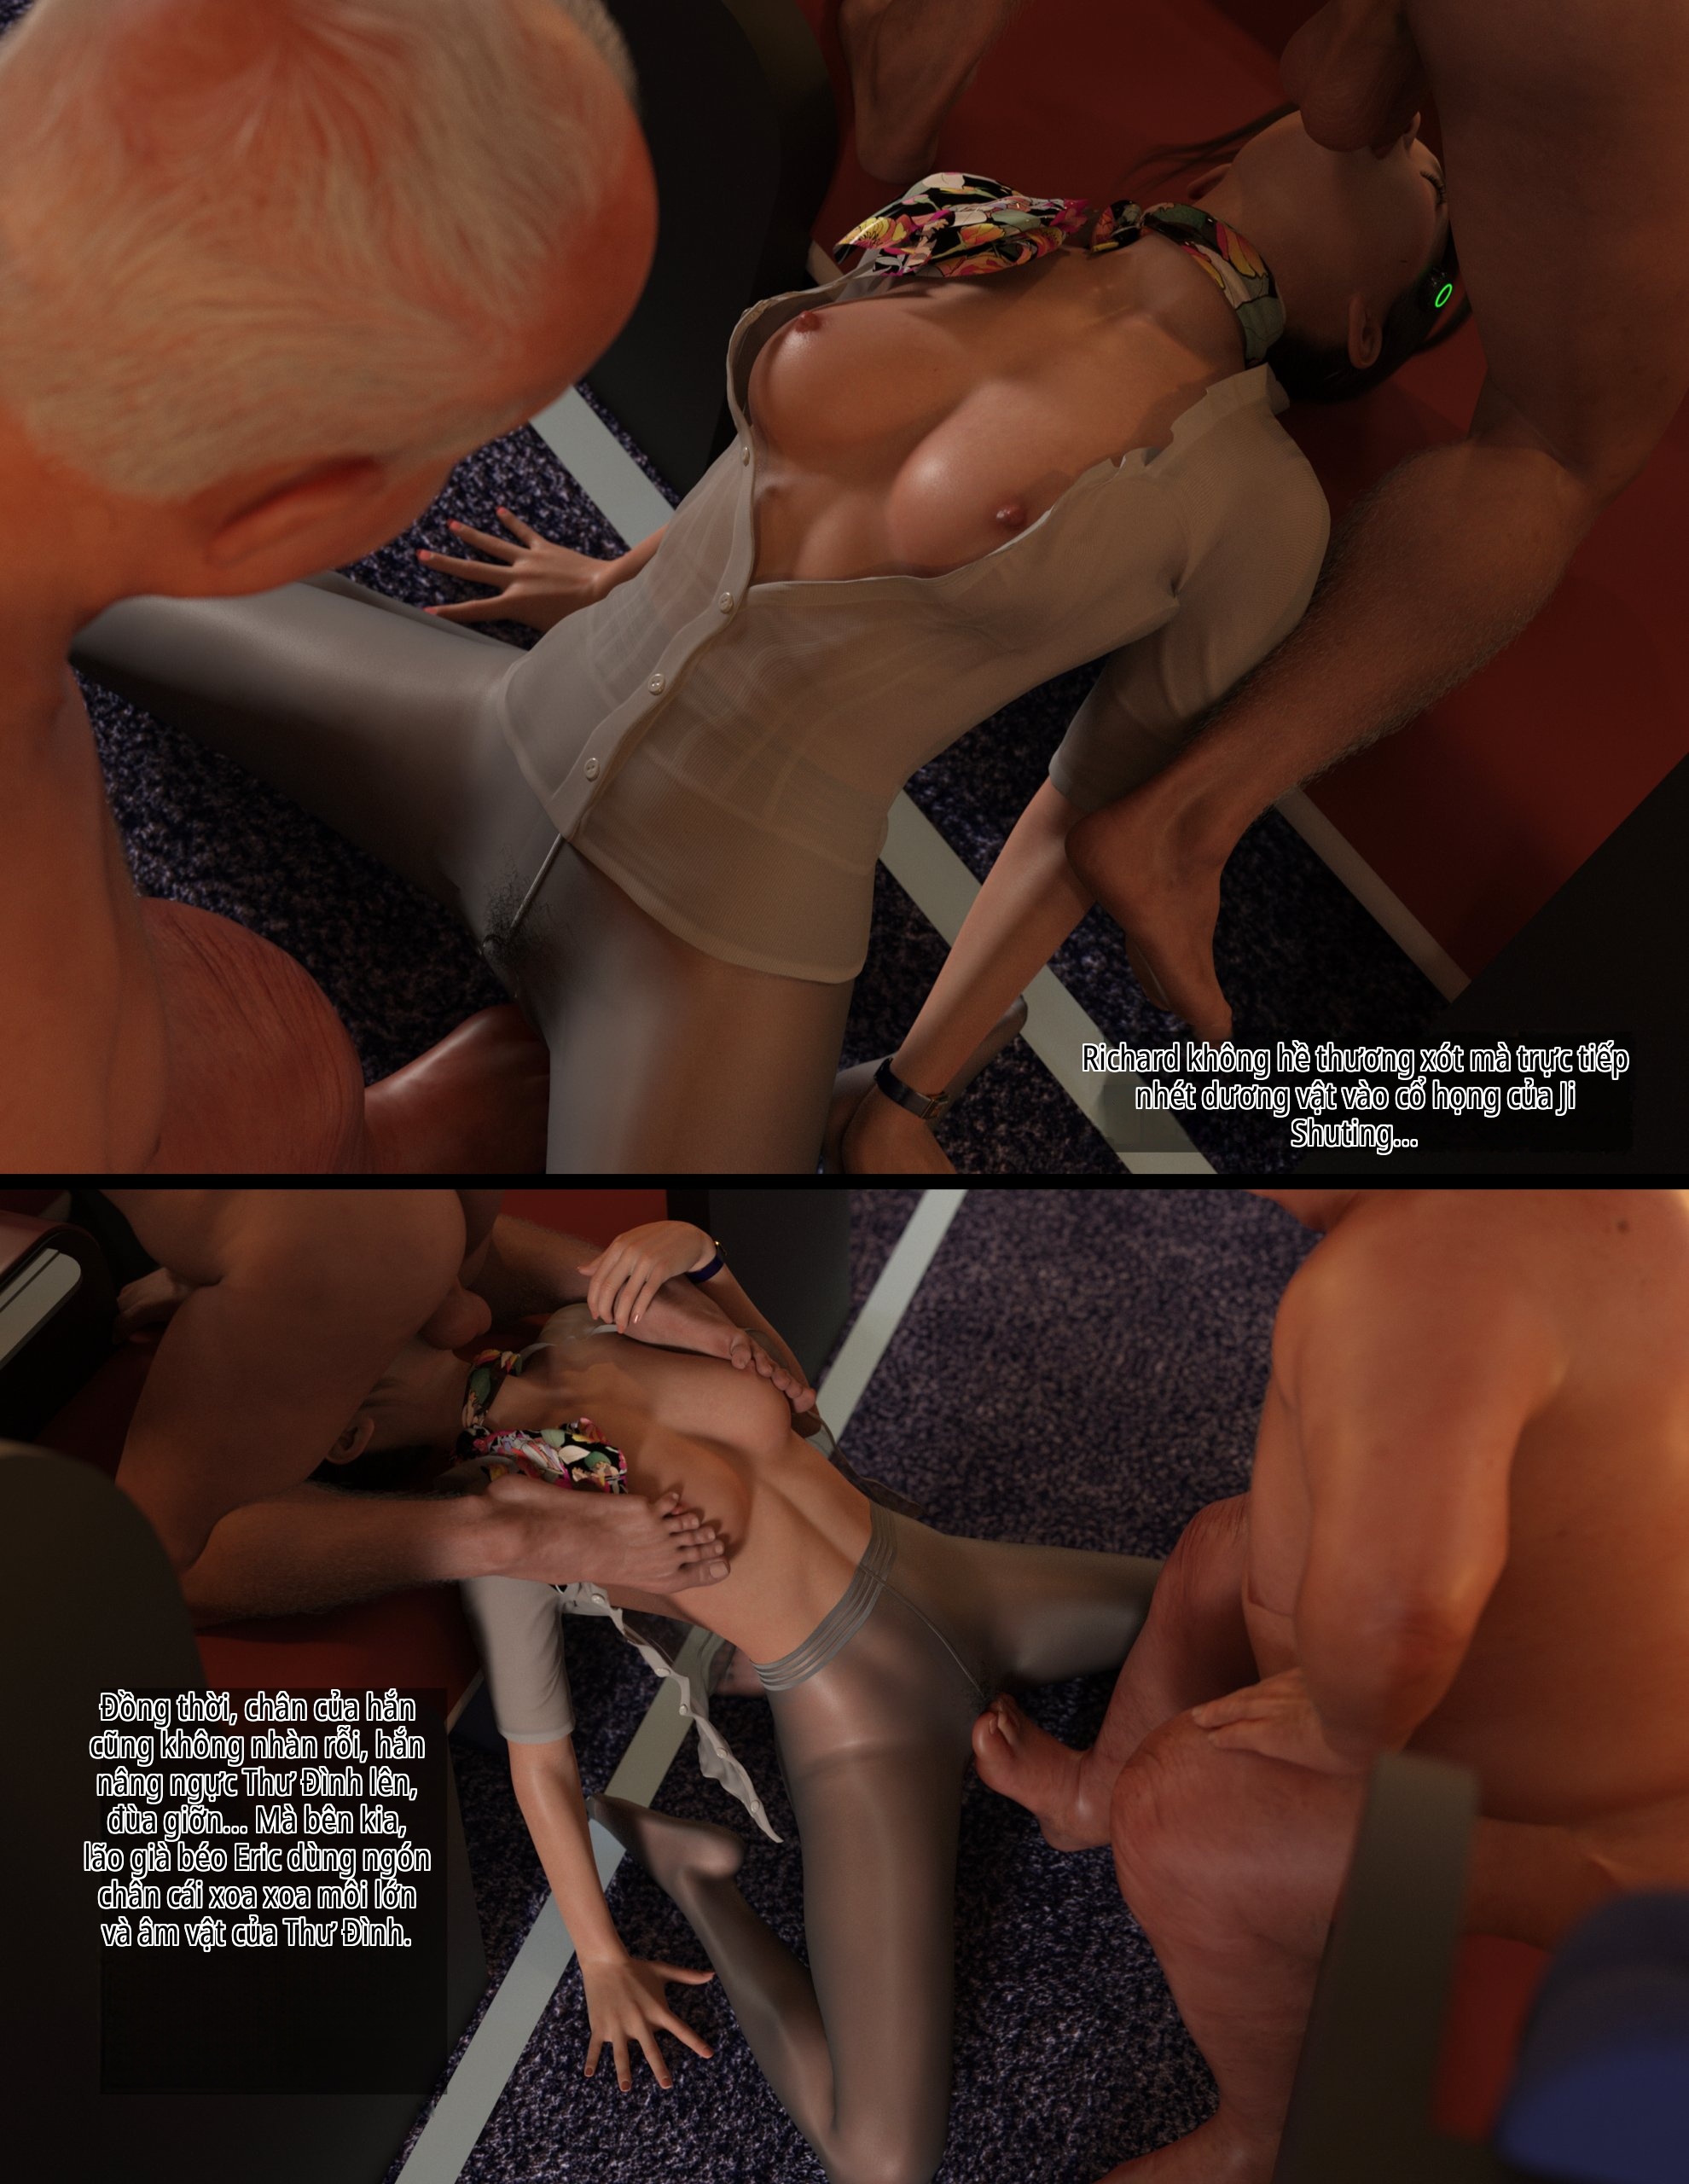 Richard không hề thương xót mà trực tiếp
nhét dương vật vào cổ họng của Ji
Shuting...
Đồng thời, chân của hắn
cũng không nhàn rỗi, hắn
nâng ngực Thư Đình lên,
đùa giỡn... Mà bên kia,
lão già béo Eric dùng ngón
chân cái xoa xoa môi lớn
và âm vật của Thư Đình.